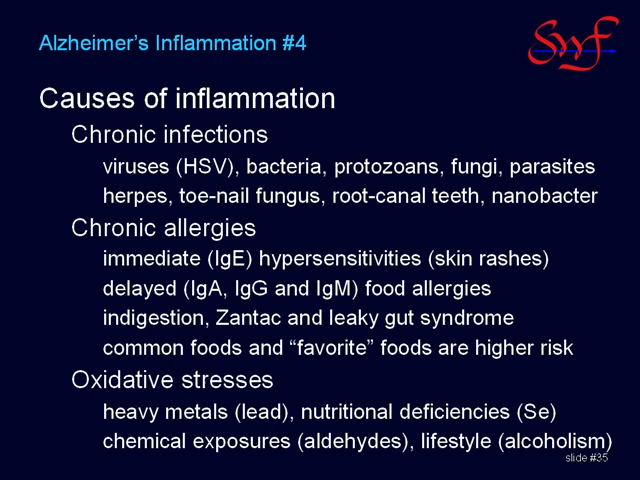 Alzheimer's Inflammation #4
SWF
Causes of inflammation
Chronic infections
viruses (HSV), bacteria, protozoans, fungi, parasites
herpes, toe-nail fungus, root-canal teeth, nanobacter
Chronic allergies
immediate (IgE) hypersensitivities (skin rashes)
delayed (IgA, IgG and IgM) food allergies
indigestion, Zantac and leaky gut syndrome
common foods and “favorite” foods are higher risk
Oxidative stresses
heavy metals (lead), nutritional deficiencies (Se)
chemical exposures (aldehydes), lifestyle (alcoholism)
slide #35